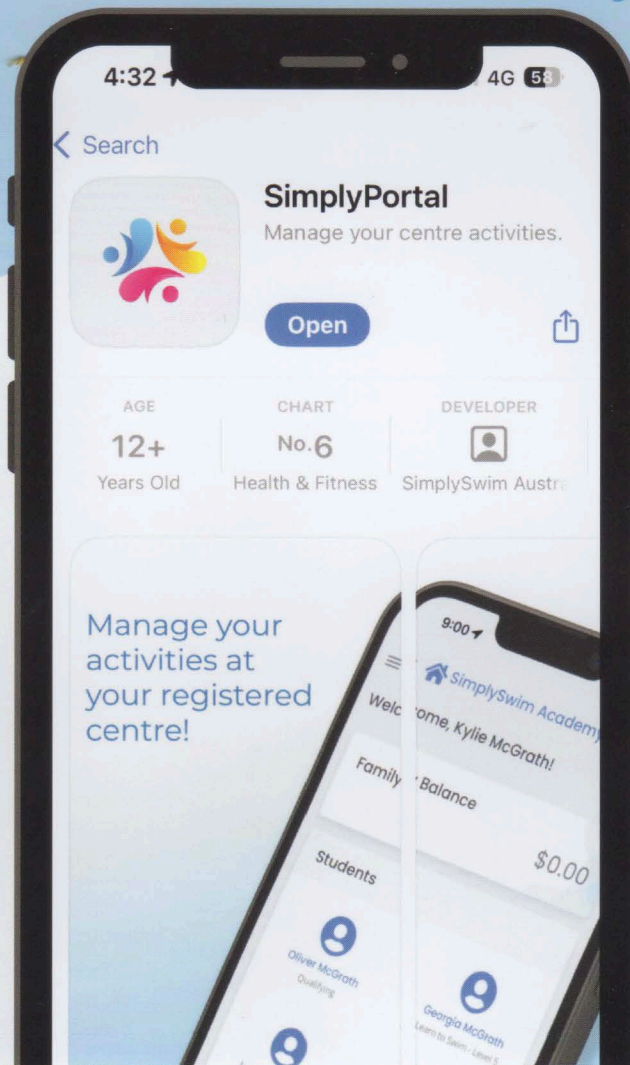 4:32
4G 58
Search
SimplyPortal
Manage your centre activities.
Open
AGE
12+
Years Old
CHART
No.6
Health & Fitness
DEVELOPER
SimplySwim Austra
Manage your
activities at
your registered
centre!
9:00
SimplySwim Academy
Welcome, Kylie McGrath!
Family Balance
$0.00
Students
Oliver McGrath
Qualifying
Georgia McGrath
Learn to Swim - Level 5